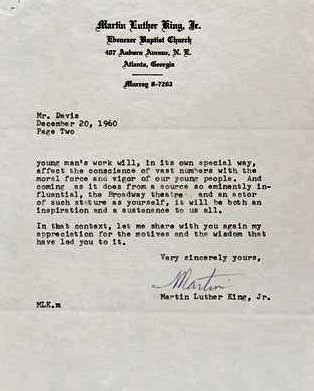 Martin Luther King, Jr.
Ebenezer Baptist Church
407 Auburn Avenue, N. E.
Atlanta, Georgia
Murray 8-7263
Mr. Davis
December 20, 1960
Page Two
young man's work will, in its own special way,
affect the conscience of vast numbers with the
moral force and vigor of our young people. And
coming as it does from a source so eminently in-
fluential, the Broadway theatre and an actor
of such stature as yourself, it will be both an
inspiration and a sustenance to us all.
In that context, let me share with you again my
appreciation for the motives and the wisdom that
have led you to it.
Very sincerely yours,
Martin
Martin Luther King, Jr.
MLK.m